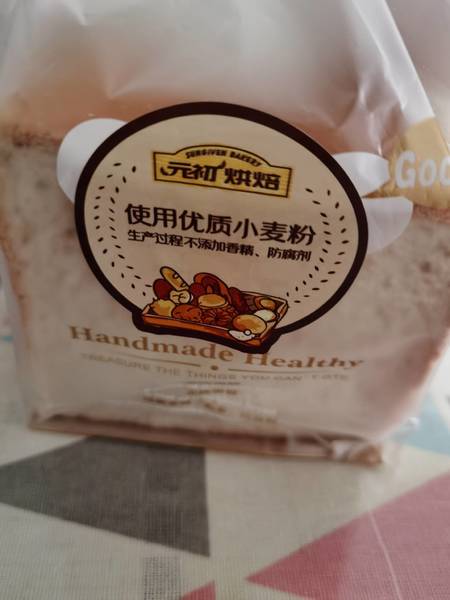 SUNGIVEN BAKERY
元初 烘焙
使用优质小麦粉
生产过程不添加香精、防腐剂
Goo
Handmade Healthy
TREASURE THE THINGS YOU CAN